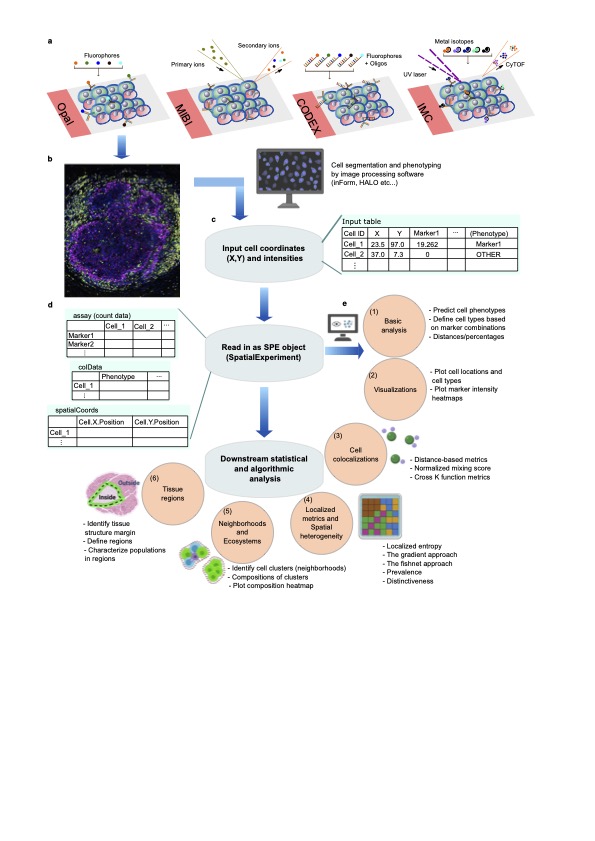 a
Fluorophores
Opal
Primary ions
Secondary ions
MIBI
Fluorophores
+ Oligos
CODEX
Metal isotopes
UV laser
CyTOF
IMC
b
Cell segmentation and phenotyping
by image processing software
(inForm, HALO etc...)
c
Input cell coordinates
(X,Y) and intensities
Input table
Cell ID X Y Marker1 ... (Phenotype)
Cell_1 23.5 97.0 19.262 Marker1
Cell_2 37.0 7.3 0 OTHER
⋮
d
assay (count data)
Cell_1 Cell_2 ...
Marker1
Marker2
⋮
colData
Phenotype ...
Cell_1
⋮
spatialCoords
Cell.X.Position Cell.Y.Position
Cell_1
⋮
Read in as SPE object
(SpatialExperiment)
e
(1)
Basic
analysis
- Predict cell phenotypes
- Define cell types based
on marker combinations
- Distances/percentages
(2)
Visualizations
- Plot cell locations and
cell types
- Plot marker intensity
heatmaps
Downstream statistical
and algorithmic
analysis
(3)
Cell
colocalizations
- Distance-based metrics
- Normalized mixing score
- Cross K function metrics
(4)
Localized
metrics and
Spatial
heterogeneity
- Localized entropy
- The gradient approach
- The fishnet approach
- Prevalence
- Distinctiveness
(5)
Neighborhoods
and
Ecosystems
- Identify cell clusters (neighborhoods)
- Compositions of clusters
- Plot composition heatmap
(6)
Tissue
regions
Outside
Inside
- Identify tissue
structure margin
- Define regions
- Characterize populations
in regions